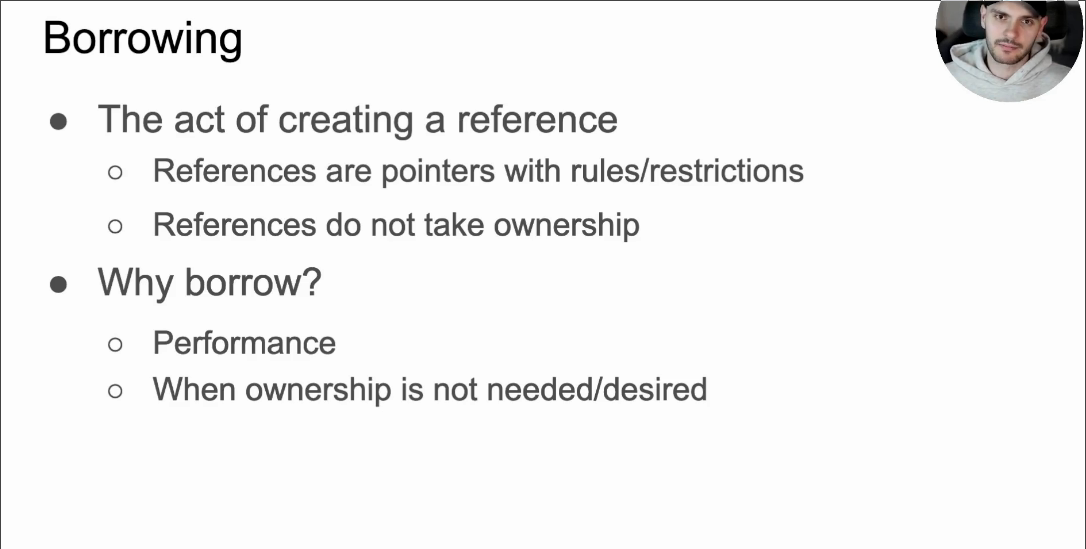 Borrowing
● The act of creating a reference
○ References are pointers with rules/restrictions
○ References do not take ownership
● Why borrow?
○ Performance
○ When ownership is not needed/desired